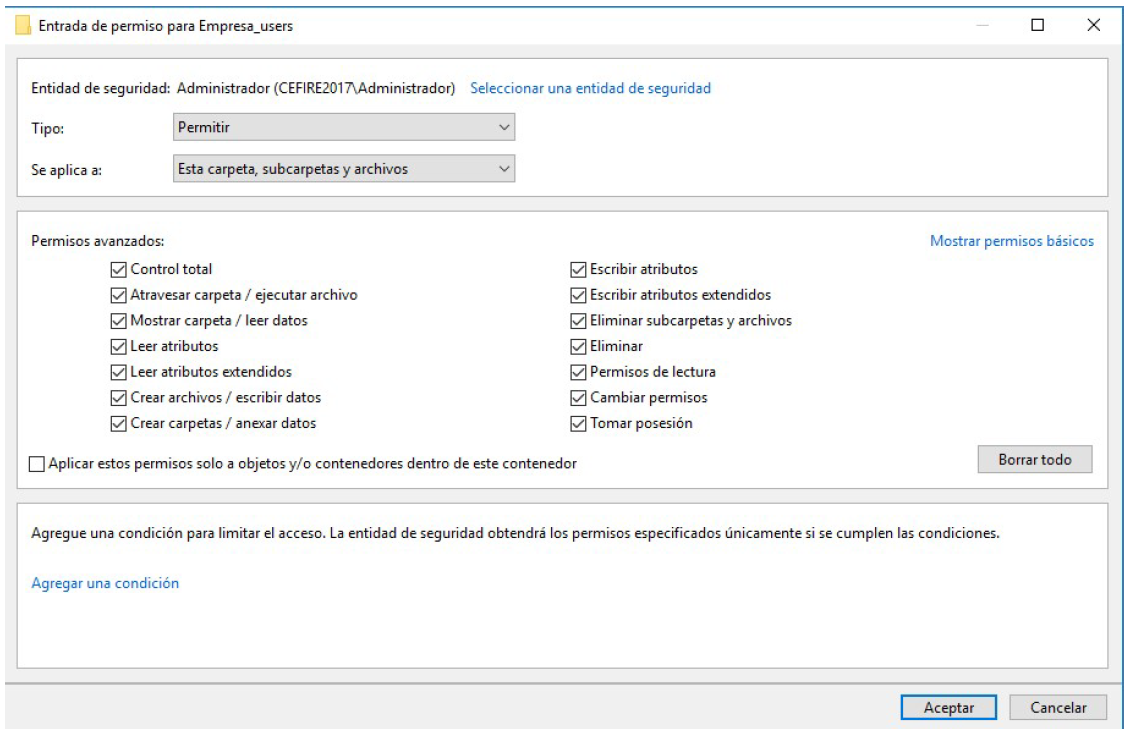 Entrada de permiso para Empresa_users
Entidad de seguridad: Administrador (CEFIRE2017\Administrador) Seleccionar una entidad de seguridad
Tipo: Permitir
Se aplica a: Esta carpeta, subcarpetas y archivos
Permisos avanzados: Mostrar permisos básicos
Control total
Atravesar carpeta / ejecutar archivo
Mostrar carpeta / leer datos
Leer atributos
Leer atributos extendidos
Crear archivos / escribir datos
Crear carpetas / anexar datos
Escribir atributos
Escribir atributos extendidos
Eliminar subcarpetas y archivos
Eliminar
Permisos de lectura
Cambiar permisos
Tomar posesión
Aplicar estos permisos solo a objetos y/o contenedores dentro de este contenedor
Borrar todo
Agregue una condición para limitar el acceso. La entidad de seguridad obtendrá los permisos especificados únicamente si se cumplen las condiciones.
Agregar una condición
Aceptar Cancelar